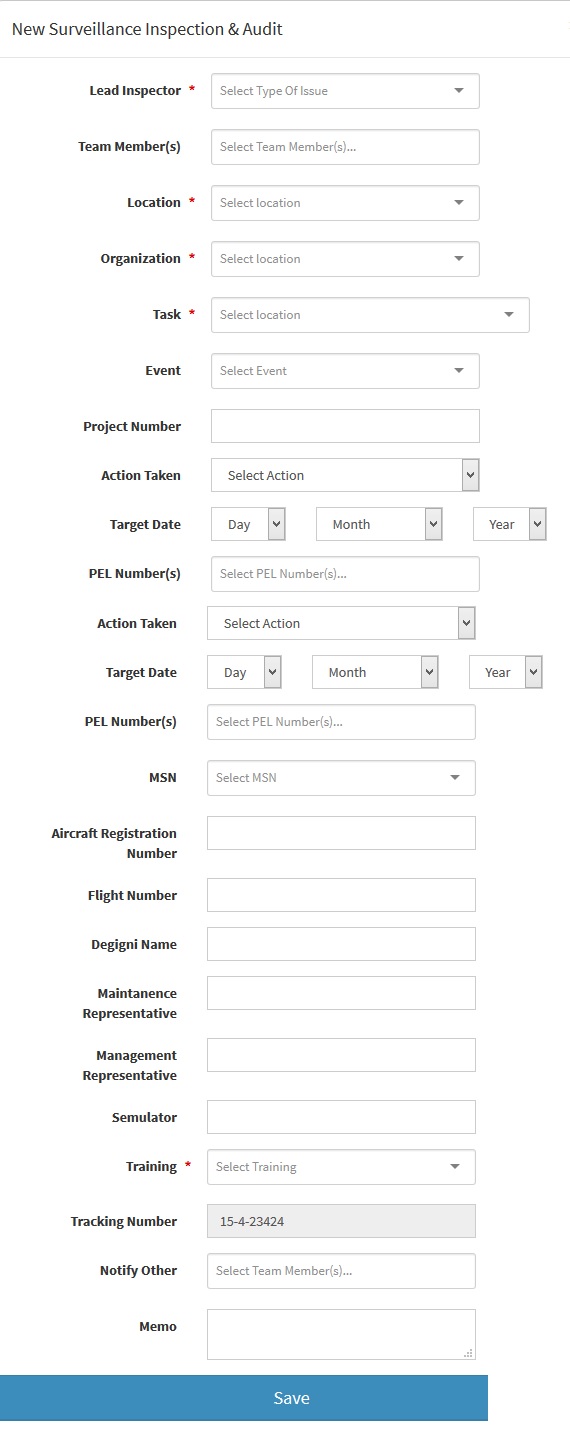 New Surveillance Inspection & Audit
Lead Inspector * Select Type Of Issue
Team Member(s) Select Team Member(s)...
Location * Select location
Organization * Select location
Task * Select location
Event Select Event
Project Number
Action Taken Select Action
Target Date Day Month Year
PEL Number(s) Select PEL Number(s)...
Action Taken Select Action
Target Date Day Month Year
PEL Number(s) Select PEL Number(s)...
MSN Select MSN
Aircraft Registration
Number
Flight Number
Degigni Name
Maintanence
Representative
Management
Representative
Semulator
Training * Select Training
Tracking Number 15-4-23424
Notify Other Select Team Member(s)...
Memo
Save